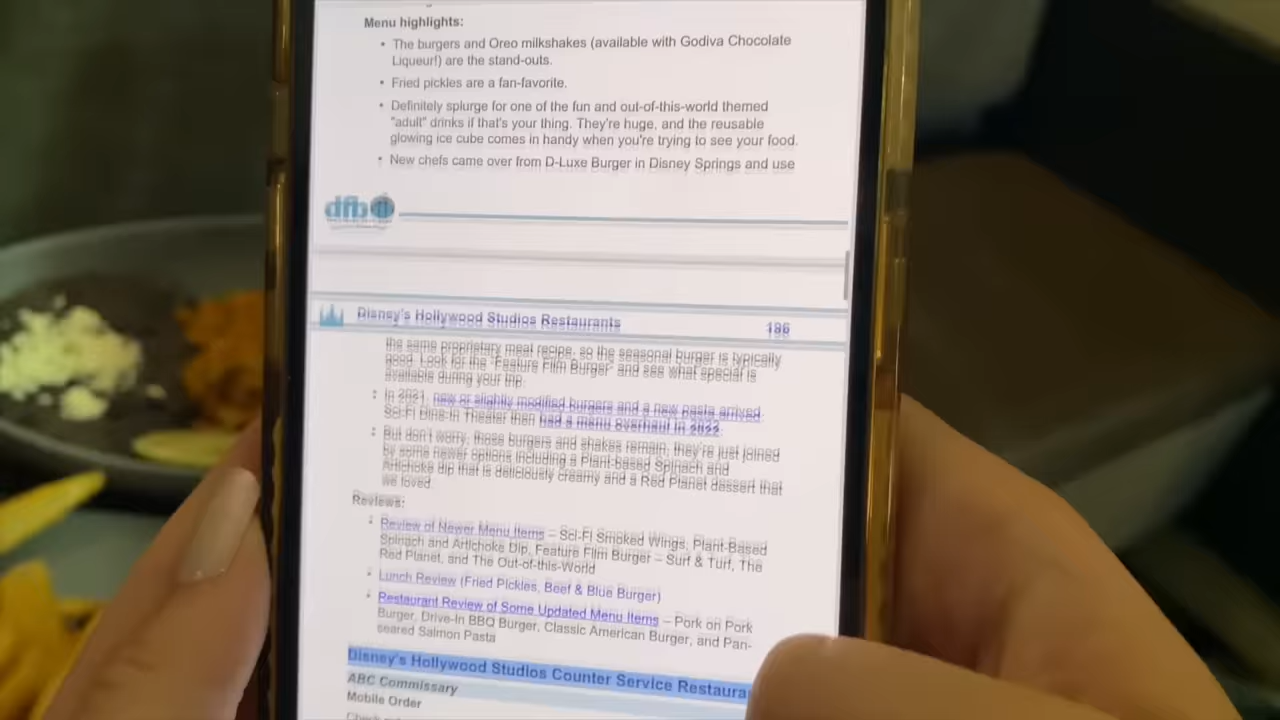 Menu highlights:
• The burgers and Oreo milkshakes (available with Godiva Chocolate
Liqueur!) are the stand-outs.
• Fried pickles are a fan-favorite.
• Definitely splurge for one of the fun and out-of-this-world themed
"adult" drinks if that's your thing. They're huge, and the reusable
glowing ice cube comes in handy when you're trying to see your food.
• New chefs came over from D-Luxe Burger in Disney Springs and use
dfb
Disney's Hollywood Studios Restaurants
the same proprietary meat recipe, so the seasonal burger is typically
good. Look for the "Feature Film Burger" and see what special is
available during your trip.
• In 2021, new or slightly modified burgers and a new pasta arrived.
Sci-Fi Dine-In Theater then had a menu overhaul in 2022.
• But don't worry, those burgers and shakes remain, they're just joined
by some newer options including a Plant-based Spinach and
Artichoke dip that is deliciously creamy and a Red Planet dessert that
we loved.
Reviews:
• Review of Newer Menu Items – Sci-Fi Smoked Wings, Plant-Based
Spinach and Artichoke Dip, Feature Film Burger – Surf & Turf, The
Red Planet, and The Out-of-this-World
• Lunch Review (Fried Pickles, Beef & Blue Burger)
• Restaurant Review of Some Updated Menu Items – Pork on Pork
Burger, Drive-In BBQ Burger, Classic American Burger, and Pan-
seared Salmon Pasta
Disney's Hollywood Studios Counter Service Restaura
ABC Commissary
Mobile Order